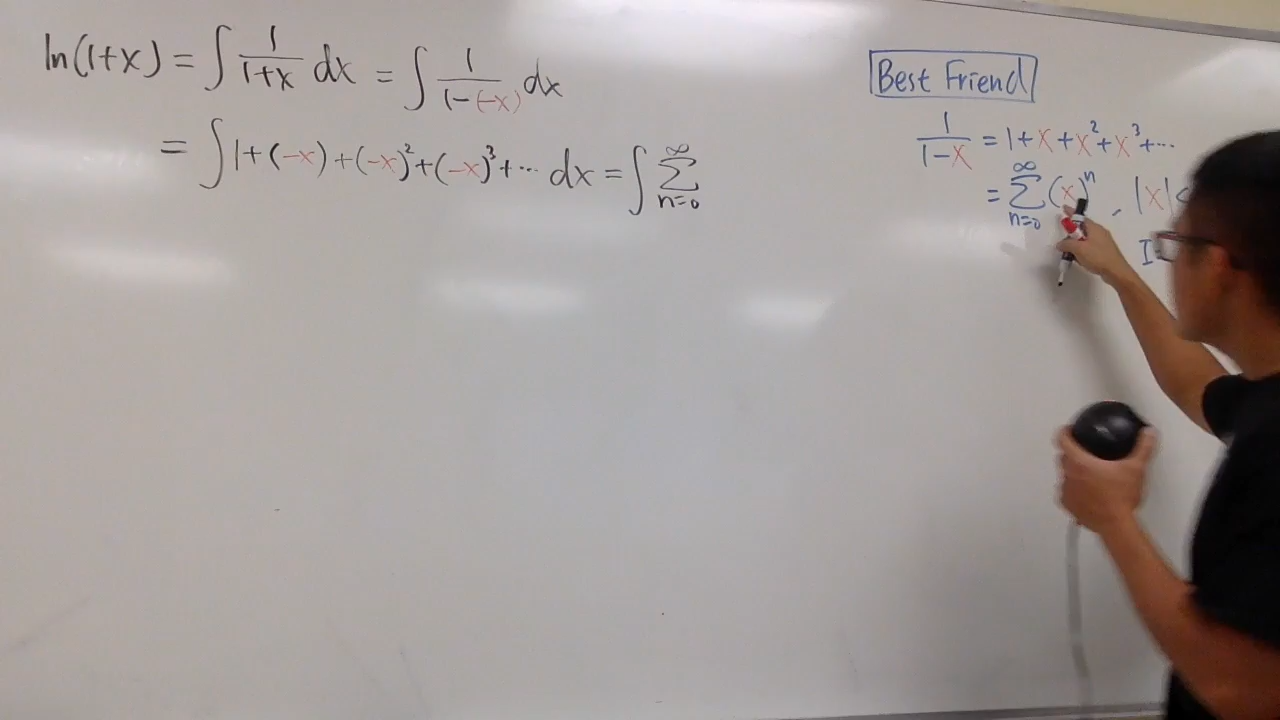 ln(1+x) = ∫ 1/(1+x) dx = ∫ 1/(1-(-x)) dx
= ∫ 1+(-x)+(-x)²+(-x)³+⋯ dx = ∫ ∑_{n=0}^{∞}
Best Friend
1/(1-x) = 1+x+x²+x³+⋯
= ∑_{n=0}^{∞} (x)ⁿ, |x|<
I